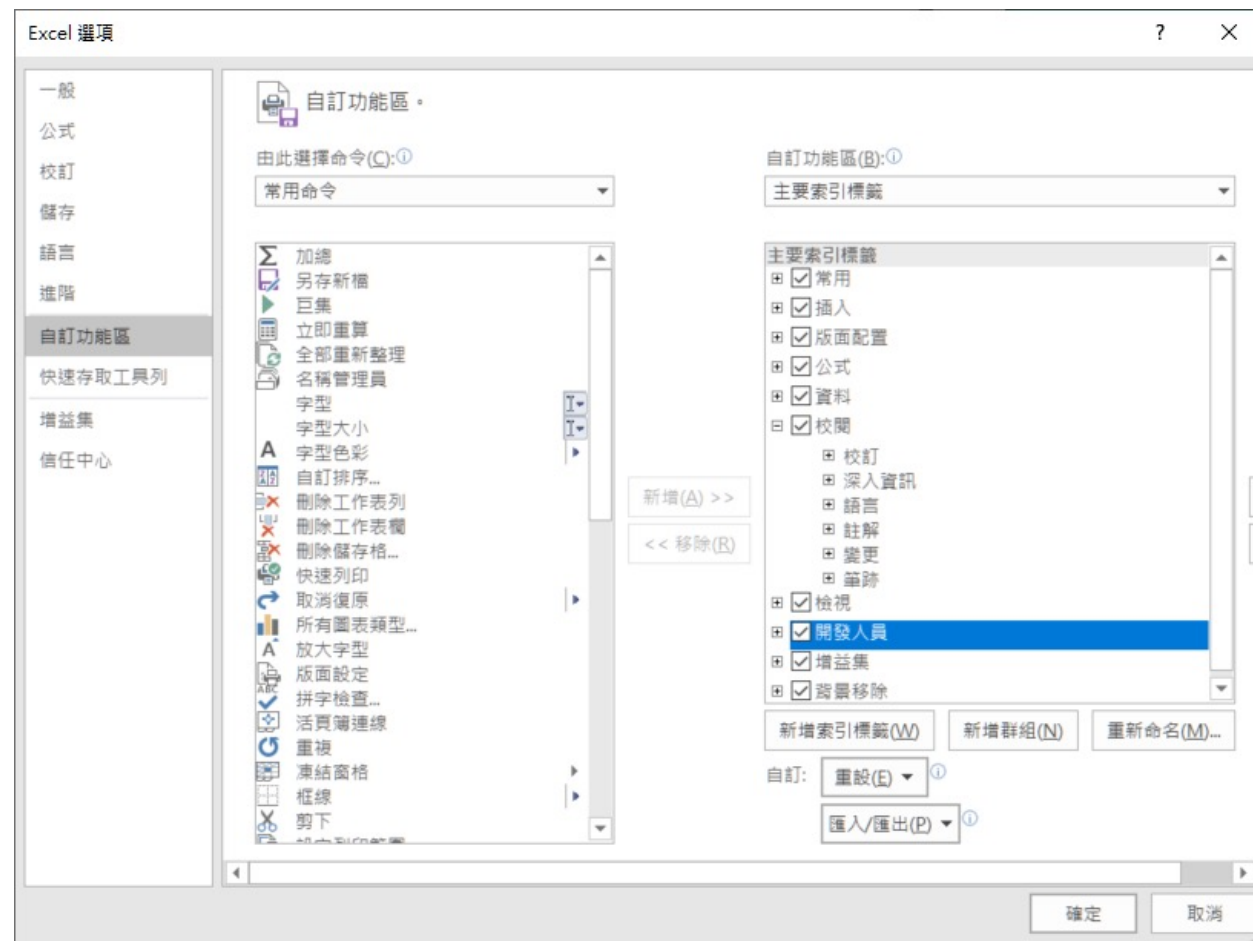 Excel 選項
?
一般
公式
校訂
儲存
語言
進階
自訂功能區
快速存取工具列
增益集
信任中心
自訂功能區。
由此選擇命令(C):
常用命令
加總
另存新檔
巨集
立即重算
全部重新整理
名稱管理員
字型
字型大小
字型色彩
自訂排序...
刪除工作表列
刪除工作表欄
刪除儲存格...
快速列印
取消復原
所有圖表類型...
放大字型
版面設定
拼字檢查...
活頁簿連線
重複
凍結窗格
框線
剪下
新增(A) >>
<< 移除(R)
自訂功能區(B):
主要索引標籤
主要索引標籤
常用
插入
版面配置
公式
資料
校閱
校訂
深入資訊
語言
註解
變更
筆跡
檢視
開發人員
增益集
背景移除
新增索引標籤(W)
新增群組(N)
重新命名(M)...
自訂:
重設(E)
匯入/匯出(P)
確定
取消